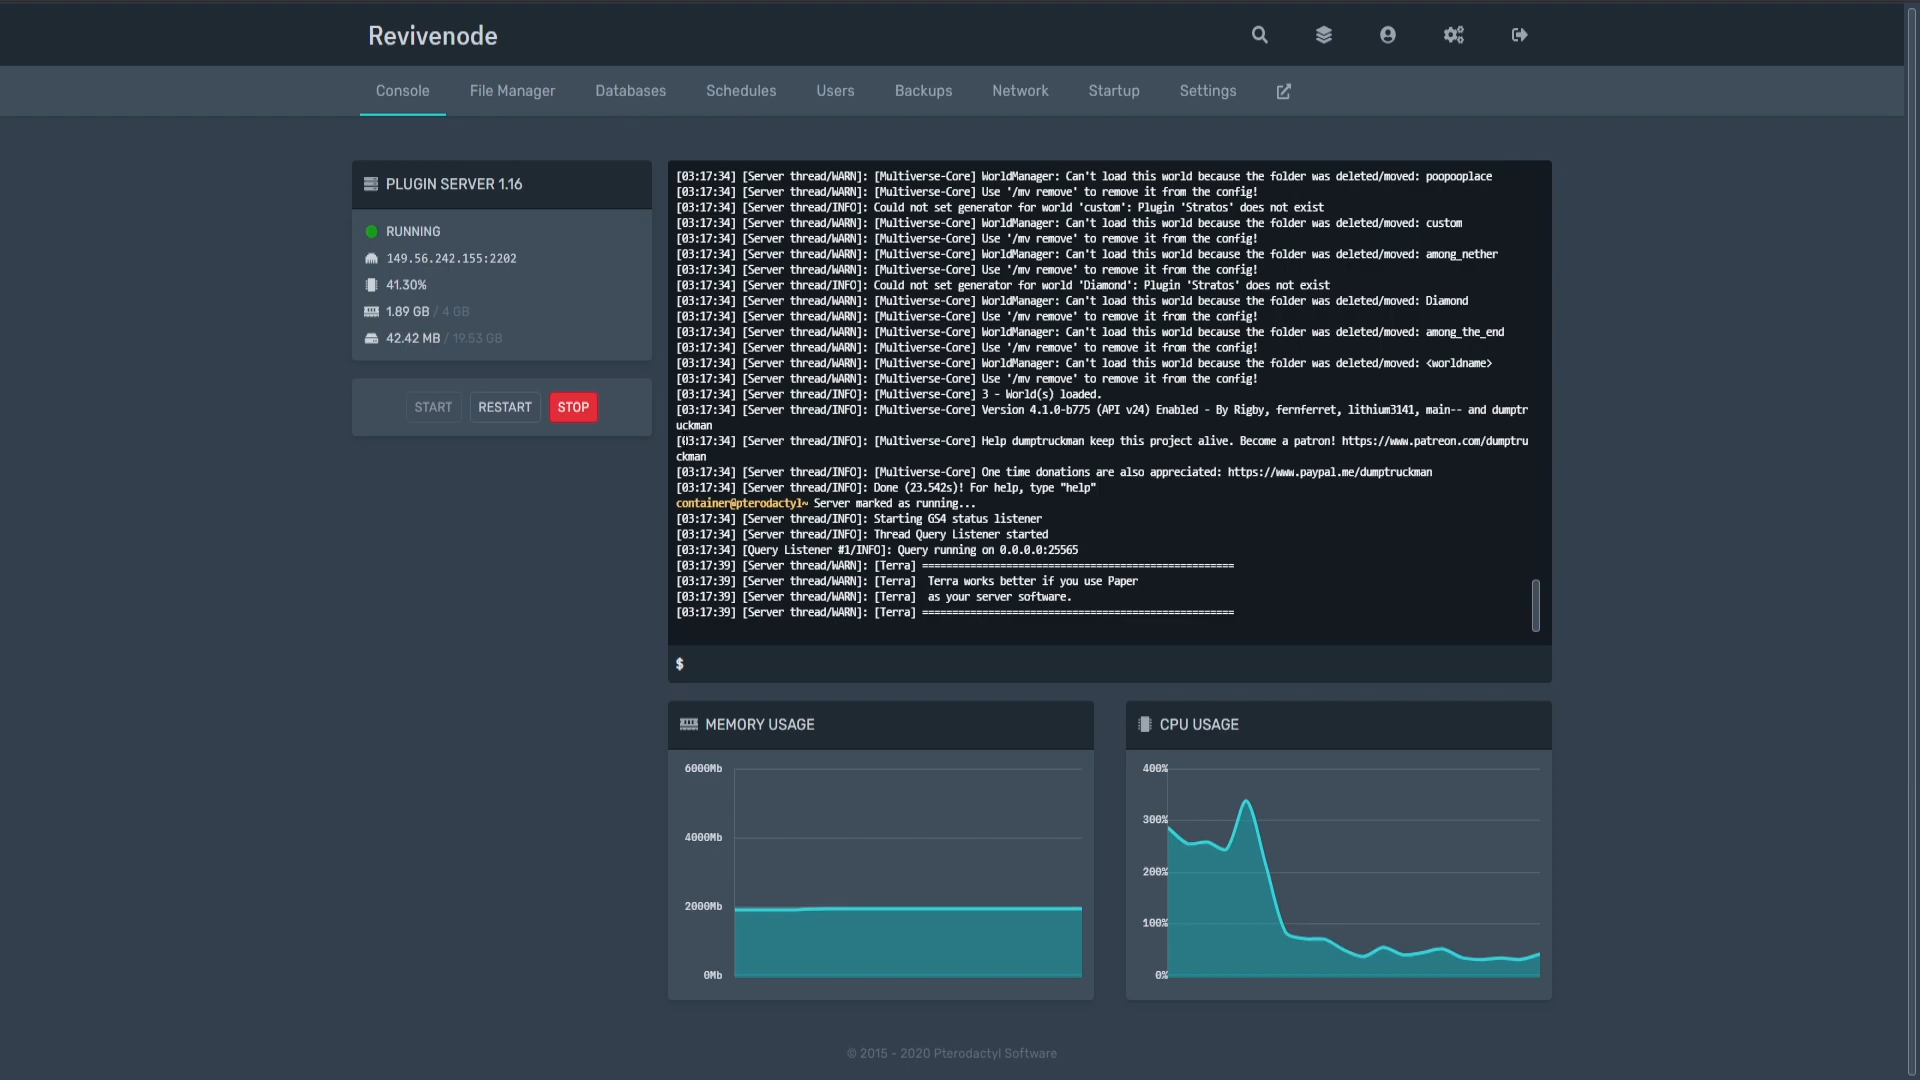 Revivenode
Console File Manager Databases Schedules Users Backups Network Startup Settings
PLUGIN SERVER 1.16
RUNNING
149.56.242.155:2202
41.30%
1.89 GB / 4 GB
42.42 MB / 19.53 GB
START RESTART STOP
[03:17:34] [Server thread/WARN]: [Multiverse-Core] WorldManager: Can't load this world because the folder was deleted/moved: poopooplace
[03:17:34] [Server thread/WARN]: [Multiverse-Core] Use '/mv remove' to remove it from the config!
[03:17:34] [Server thread/INFO]: Could not set generator for world 'custom': Plugin 'Stratos' does not exist
[03:17:34] [Server thread/WARN]: [Multiverse-Core] WorldManager: Can't load this world because the folder was deleted/moved: custom
[03:17:34] [Server thread/WARN]: [Multiverse-Core] Use '/mv remove' to remove it from the config!
[03:17:34] [Server thread/WARN]: [Multiverse-Core] WorldManager: Can't load this world because the folder was deleted/moved: among_nether
[03:17:34] [Server thread/WARN]: [Multiverse-Core] Use '/mv remove' to remove it from the config!
[03:17:34] [Server thread/INFO]: Could not set generator for world 'Diamond': Plugin 'Stratos' does not exist
[03:17:34] [Server thread/WARN]: [Multiverse-Core] WorldManager: Can't load this world because the folder was deleted/moved: Diamond
[03:17:34] [Server thread/WARN]: [Multiverse-Core] Use '/mv remove' to remove it from the config!
[03:17:34] [Server thread/WARN]: [Multiverse-Core] WorldManager: Can't load this world because the folder was deleted/moved: among_the_end
[03:17:34] [Server thread/WARN]: [Multiverse-Core] Use '/mv remove' to remove it from the config!
[03:17:34] [Server thread/WARN]: [Multiverse-Core] WorldManager: Can't load this world because the folder was deleted/moved: <worldname>
[03:17:34] [Server thread/WARN]: [Multiverse-Core] Use '/mv remove' to remove it from the config!
[03:17:34] [Server thread/INFO]: [Multiverse-Core] 3 - World(s) loaded.
[03:17:34] [Server thread/WARN]: [Multiverse-Core] Version 4.1.0-b775 (API v24) Enabled - By Rigby, fernferret, lithium3141, main-- and dumptr
uckman
[03:17:34] [Server thread/INFO]: [Multiverse-Core] Help dumptruckman keep this project alive. Become a patron! https://www.patreon.com/dumptru
ckman
[03:17:34] [Server thread/INFO]: [Multiverse-Core] One time donations are also appreciated: https://www.paypal.me/dumptruckman
[03:17:34] [Server thread/INFO]: Done (23.542s)! For help, type "help"
container@pterodactyl~ Server marked as running...
[03:17:34] [Server thread/INFO]: Starting GS4 status listener
[03:17:34] [Server thread/INFO]: Thread Query Listener started
[03:17:34] [Query Listener #1/INFO]: Query running on 0.0.0.0:25565
[03:17:39] [Server thread/WARN]: [Terra] ====================================================
[03:17:39] [Server thread/WARN]: [Terra]  Terra works better if you use Paper
[03:17:39] [Server thread/WARN]: [Terra]  as your server software.
[03:17:39] [Server thread/WARN]: [Terra] ====================================================
$
MEMORY USAGE
6000Mb
4000Mb
2000Mb
0Mb
CPU USAGE
400%
300%
200%
100%
0%
© 2015 - 2020 Pterodactyl Software